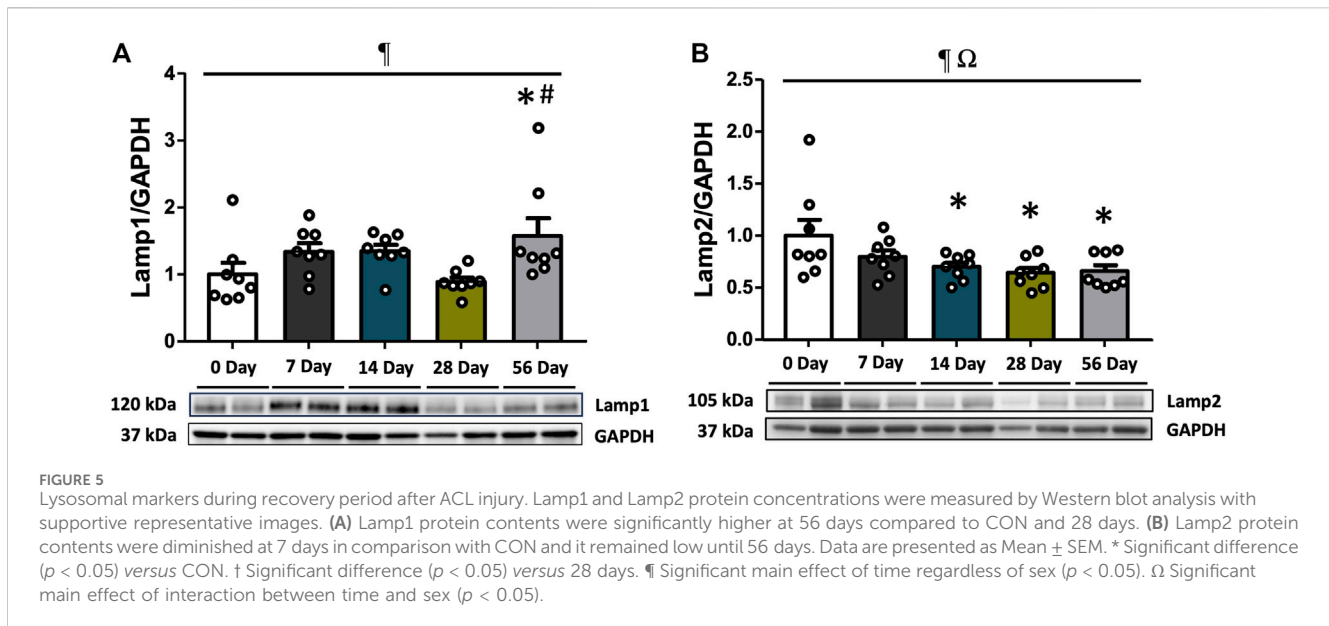 A
B
¶
¶ Ω
Lamp1/GAPDH
4
3
2
1
0
* #
0 Day 7 Day 14 Day 28 Day 56 Day
120 kDa Lamp1
37 kDa GAPDH
Lamp2/GAPDH
2.5
2.0
1.5
1.0
0.5
0.0
* * *
0 Day 7 Day 14 Day 28 Day 56 Day
105 kDa Lamp2
37 kDa GAPDH
FIGURE 5
Lysosomal markers during recovery period after ACL injury. Lamp1 and Lamp2 protein concentrations were measured by Western blot analysis with
supportive representative images. (A) Lamp1 protein contents were significantly higher at 56 days compared to CON and 28 days. (B) Lamp2 protein
contents were diminished at 7 days in comparison with CON and it remained low until 56 days. Data are presented as Mean ± SEM. * Significant difference
(p < 0.05) versus CON. † Significant difference (p < 0.05) versus 28 days. ¶ Significant main effect of time regardless of sex (p < 0.05). Ω Significant
main effect of interaction between time and sex (p < 0.05).